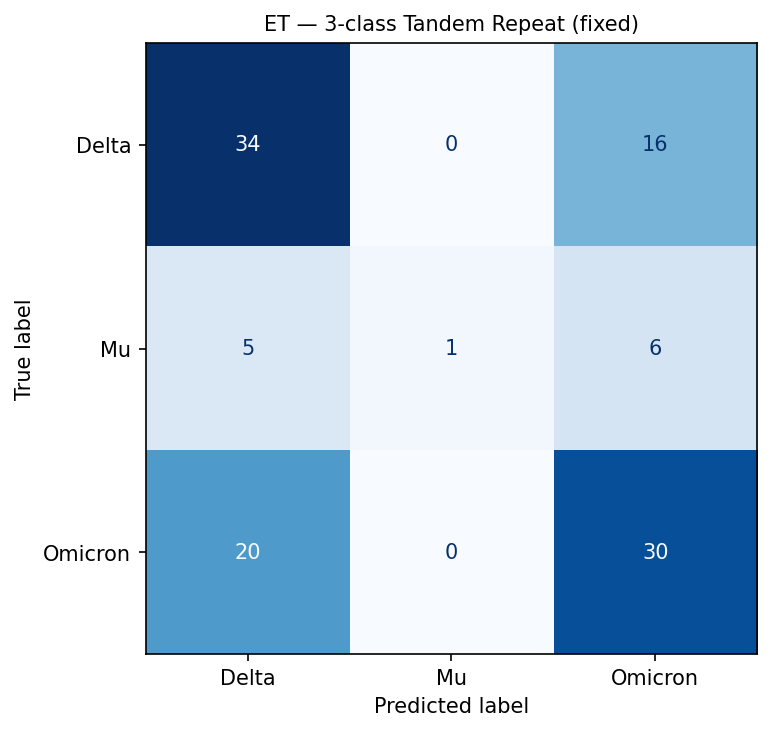 ET — 3-class Tandem Repeat (fixed)
True label
Delta
34
0
16
Mu
5
1
6
Omicron
20
0
30
Delta
Mu
Omicron
Predicted label